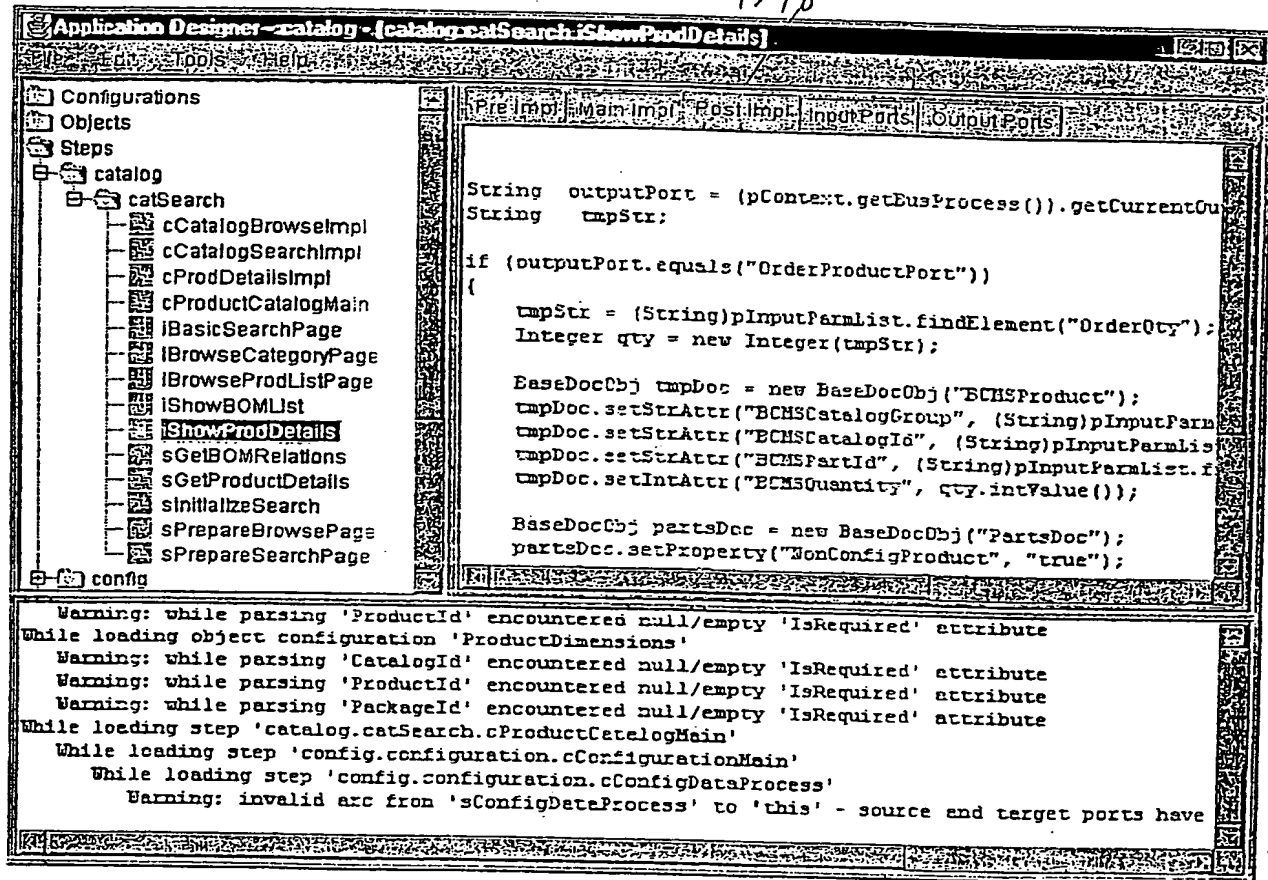 Application Designer - catalog - [catalog.catSearch.iShowProdDetails]
File Edit Tools Help
Configurations
Objects
Steps
catalog
catSearch
cCatalogBrowseImpl
cCatalogSearchImpl
cProdDetailsImpl
cProductCatalogMain
iBasicSearchPage
iBrowseCategoryPage
iBrowseProdListPage
iShowBOMList
iShowProdDetails
sGetBOMRelations
sGetProductDetails
sInitializeSearch
sPrepareBrowsePage
sPrepareSearchPage
config
Pre Impl Main Impl Post Impl Input Ports Output Ports
String outputPort = (pContext.getBusProcess()).getCurrentOu
String tmpStr;
if (outputPort.equals("OrderProductPort"))
{
tmpStr = (String)pInputParmList.findElement("OrderQty");
Integer qty = new Integer(tmpStr);
BaseDocObj tmpDoc = new BaseDocObj("BCMSProduct");
tmpDoc.setStrAttr("BCMSCatalogGroup", (String)pInputParm
tmpDoc.setStrAttr("BCMSCatalogId", (String)pInputParmLis
tmpDoc.setStrAttr("BCMSPartId", (String)pInputParmList.f
tmpDoc.setIntAttr("BCMSQuantity", qty.intValue());
BaseDocObj partsDoc = new BaseDocObj("PartsDoc");
partsDoc.setProperty("NonConfigProduct", "true");
Warning: while parsing 'ProductId' encountered null/empty 'IsRequired' attribute
While loading object configuration 'ProductDimensions'
Warning: while parsing 'CatalogId' encountered null/empty 'IsRequired' attribute
Warning: while parsing 'ProductId' encountered null/empty 'IsRequired' attribute
Warning: while parsing 'PackageId' encountered null/empty 'IsRequired' attribute
While loading step 'catalog.catSearch.cProductCatalogMain'
While loading step 'config.configuration.cConfigurationMain'
While loading step 'config.configuration.cConfigDataProcess'
Warning: invalid arc from 'sConfigDataProcess' to 'this' - source and target ports have